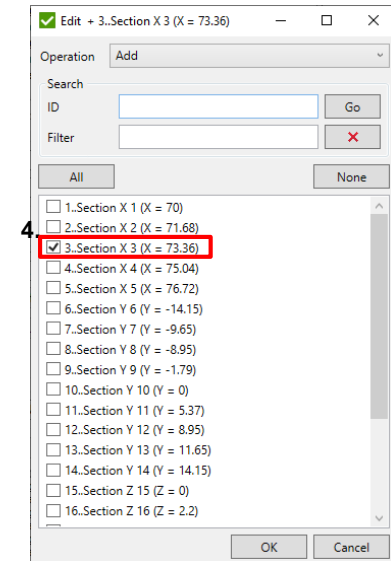 Edit + 3..Section X 3 (X = 73.36)
Operation Add
Search
ID Go
Filter
All None
1..Section X 1 (X = 70)
2..Section X 2 (X = 71.68)
4.
3..Section X 3 (X = 73.36)
4..Section X 4 (X = 75.04)
5..Section X 5 (X = 76.72)
6..Section Y 6 (Y = -14.15)
7..Section Y 7 (Y = -9.65)
8..Section Y 8 (Y = -8.95)
9..Section Y 9 (Y = -1.79)
10..Section Y 10 (Y = 0)
11..Section Y 11 (Y = 5.37)
12..Section Y 12 (Y = 8.95)
13..Section Y 13 (Y = 11.65)
14..Section Y 14 (Y = 14.15)
15..Section Z 15 (Z = 0)
16..Section Z 16 (Z = 2.2)
OK Cancel